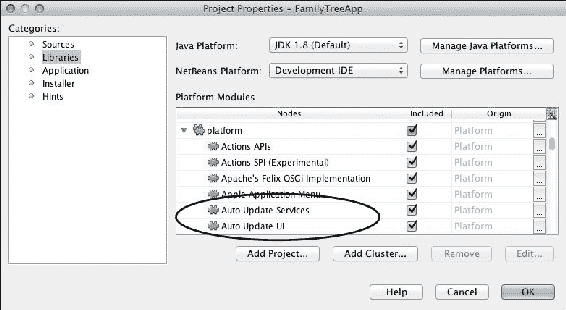 Project Properties - FamilyTreeApp
Categories:
Sources
Libraries
Application
Installer
Hints
Java Platform: JDK 1.8 (Default) Manage Java Platforms...
NetBeans Platform: Development IDE Manage Platforms...
Platform Modules
Nodes Included Origin
platform Platform ...
Actions APIs Platform ...
Actions SPI (Experimental) Platform ...
Apache's Felix OSGi Implementation Platform ...
Apple Application Menu Platform ...
Auto Update Services Platform ...
Auto Update UI Platform ...
Add Project... Add Cluster... Remove Edit...
Help Cancel OK